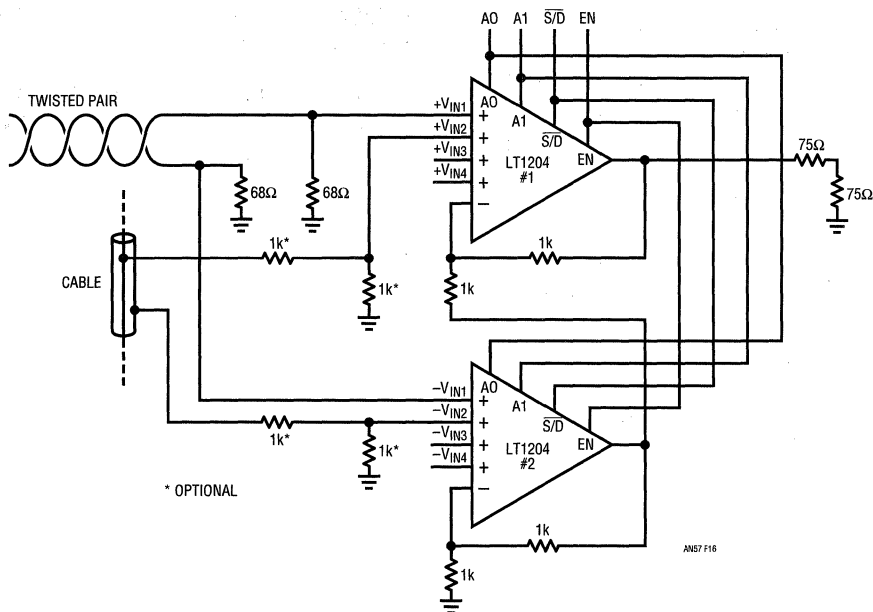 AO A1 S/D EN
TWISTED PAIR
+VIN1
+VIN2
+VIN3
+VIN4
AO
A1
S/D
EN
LT1204
#1
75Ω
75Ω
68Ω
68Ω
1k*
1k*
1k
1k
CABLE
−VIN1
−VIN2
−VIN3
−VIN4
AO
A1
S/D
EN
LT1204
#2
1k*
1k*
* OPTIONAL
1k
1k
AN57 F16